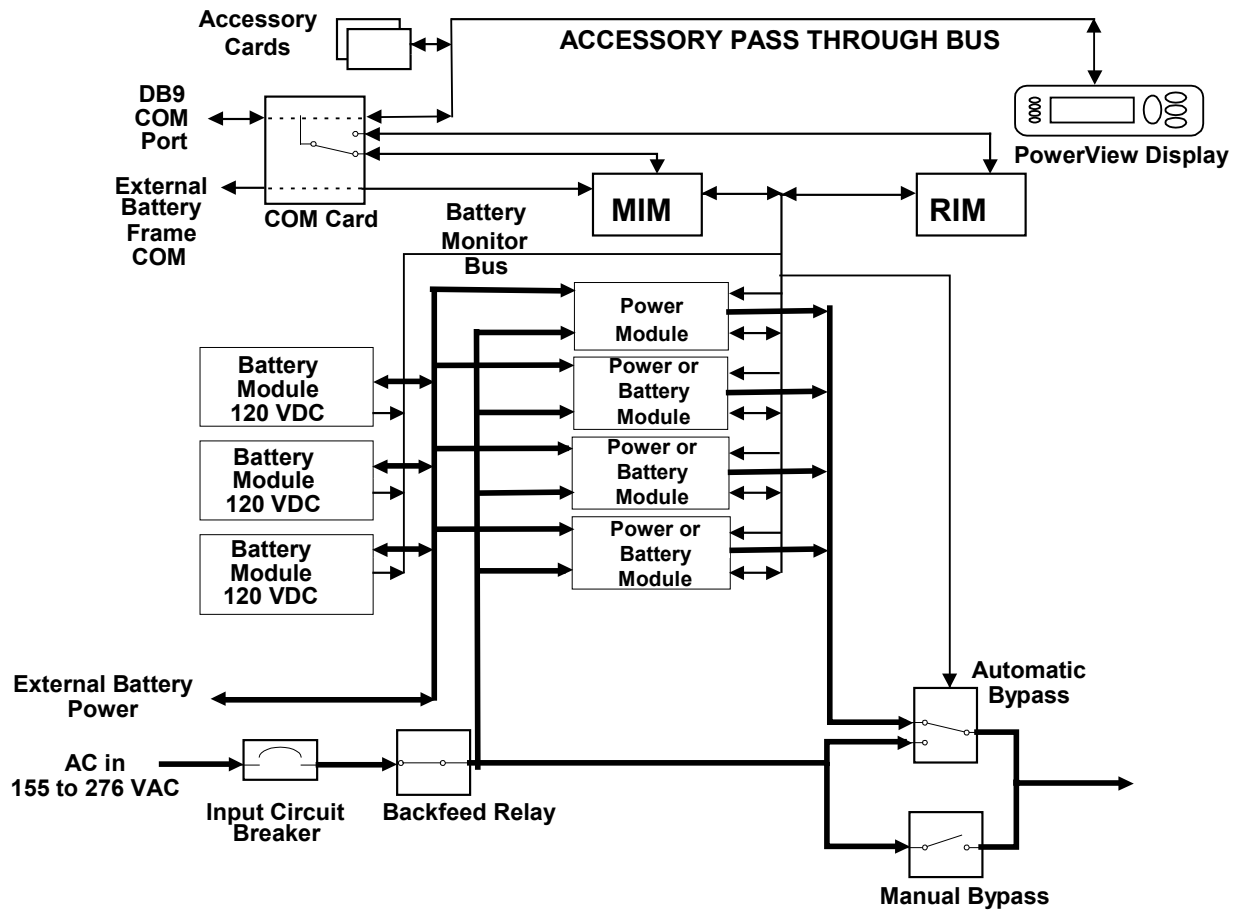 Accessory
Cards
ACCESSORY PASS THROUGH BUS
DB9
COM
Port
PowerView Display
External
Battery
Frame
COM
COM Card
MIM
RIM
Battery
Monitor
Bus
Power
Module
Battery
Module
120 VDC
Power or
Battery
Module
Battery
Module
120 VDC
Power or
Battery
Module
Battery
Module
120 VDC
Power or
Battery
Module
External Battery
Power
Automatic
Bypass
AC in
155 to 276 VAC
Input Circuit
Breaker
Backfeed Relay
Manual Bypass